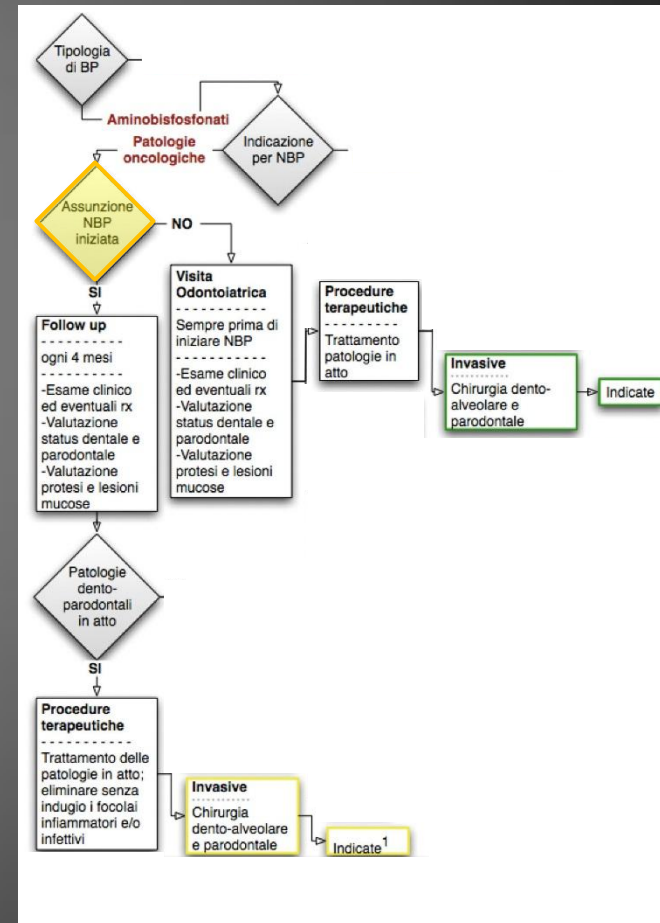 Tipologia
di BP
Aminobisfosfonati
Patologie
oncologiche
Indicazione
per NBP
Assunzione
NBP
iniziata
NO
SI
Follow up
- - - - - - - - - -
ogni 4 mesi
- - - - - - - - - -
-Esame clinico
ed eventuali rx
-Valutazione
status dentale e
parodontale
-Valutazione
protesi e lesioni
mucose
Visita
Odontoiatrica
- - - - - - - - - - -
Sempre prima di
iniziare NBP
- - - - - - - - - - -
-Esame clinico
ed eventuali rx
-Valutazione
status dentale e
parodontale
-Valutazione
protesi e lesioni
mucose
Procedure
terapeutiche
- - - - - - - - -
Trattamento
patologie in
atto
Invasive
- - - - - - - - - - - -
Chirurgia dento-
alveolare e
parodontale
Indicate
Patologie
dento-
parodontali
in atto
SI
Procedure
terapeutiche
- - - - - - - - - - -
Trattamento delle
patologie in atto;
eliminare senza
indugio i focolai
infiammatori e/o
infettivi
Invasive
- - - - - - - - - - - -
Chirurgia
dento-alveolare
e parodontale
Indicate¹